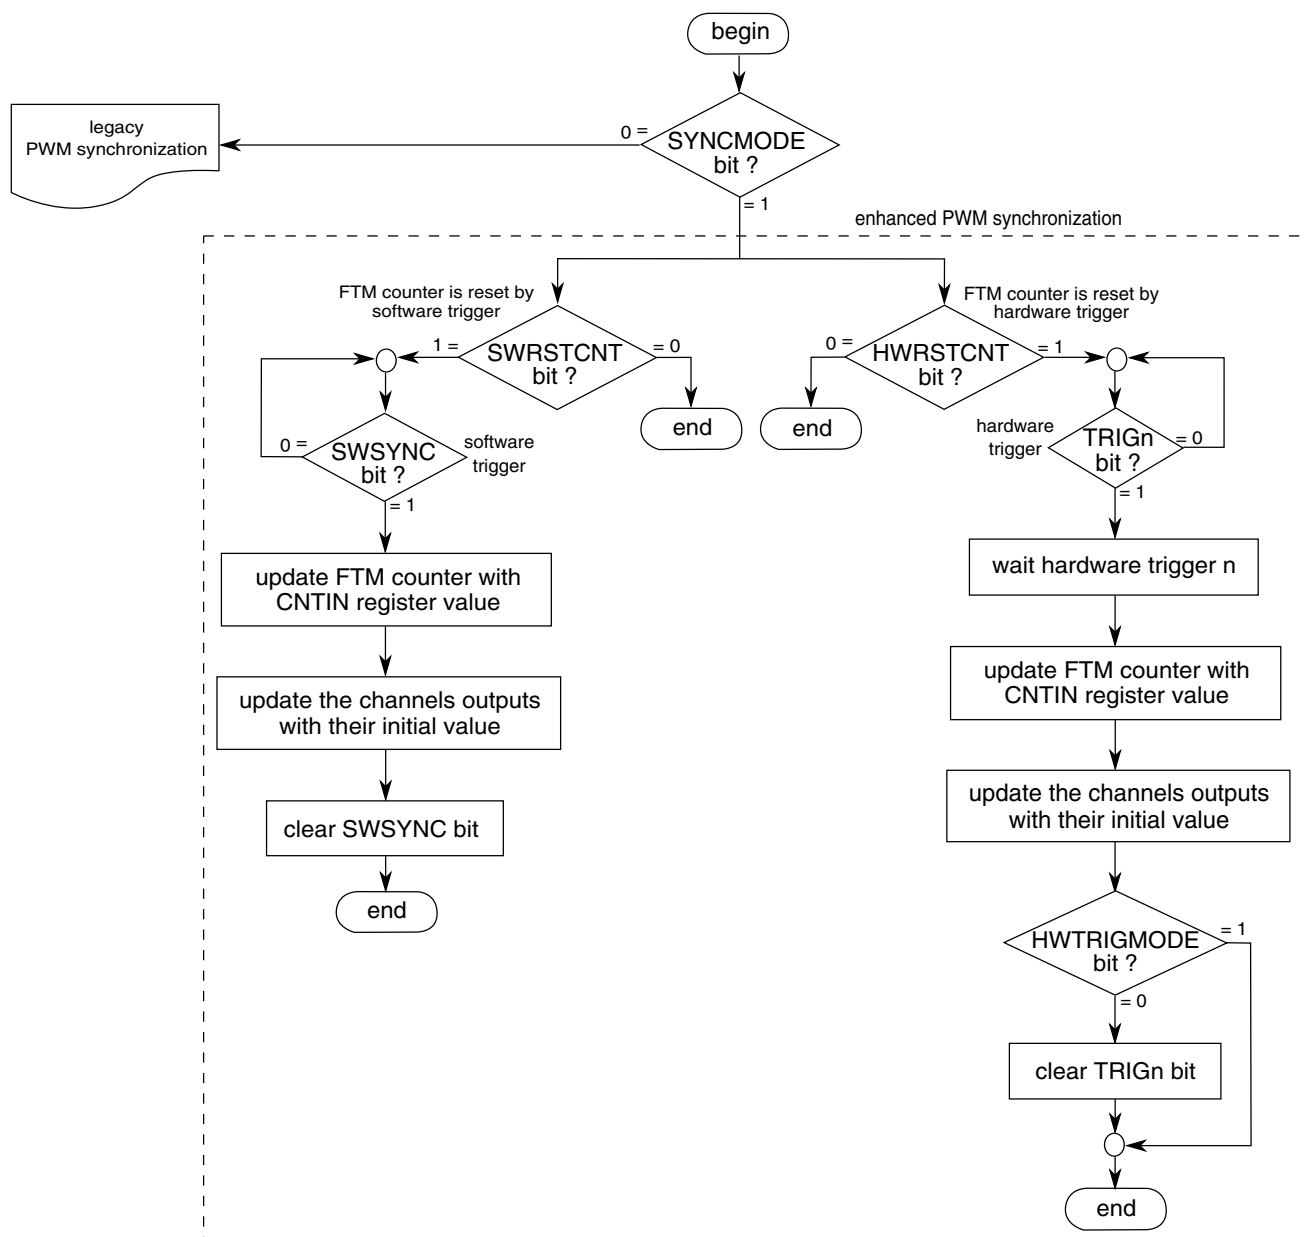 begin
legacy
PWM synchronization
0 =
SYNCMODE
bit ?
= 1
enhanced PWM synchronization
FTM counter is reset by
software trigger
1 =
SWRSTCNT
bit ?
= 0
end
FTM counter is reset by
hardware trigger
0 =
HWRSTCNT
bit ?
= 1
end
0 =
SWSYNC
bit ?
software
trigger
= 1
hardware
trigger
TRIGn
bit ?
= 0
= 1
update FTM counter with
CNTIN register value
update the channels outputs
with their initial value
clear SWSYNC bit
end
wait hardware trigger n
update FTM counter with
CNTIN register value
update the channels outputs
with their initial value
HWTRIGMODE
bit ?
= 1
= 0
clear TRIGn bit
end